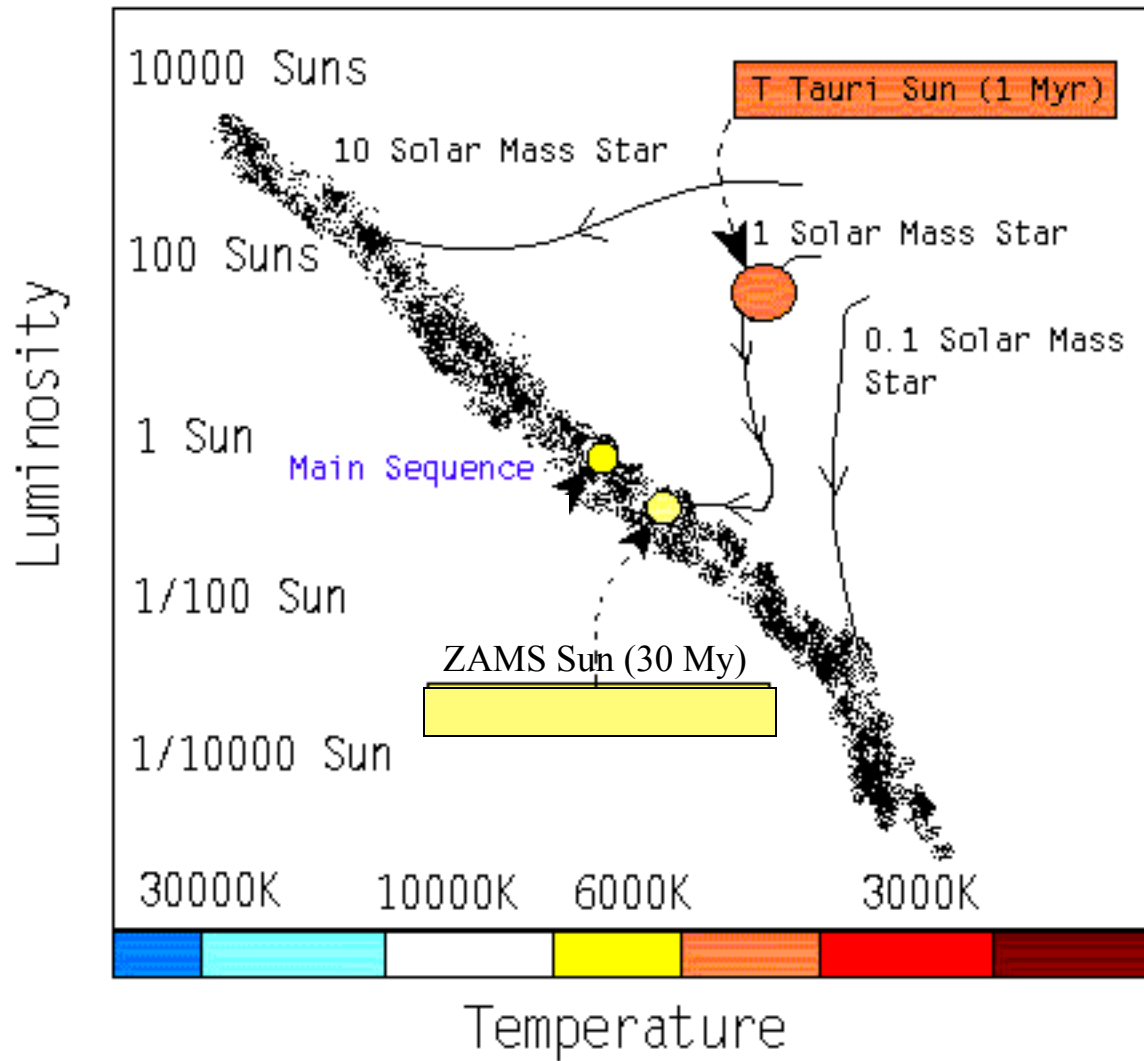 10000 Suns
T Tauri Sun (1 Myr)
10 Solar Mass Star
1 Solar Mass Star
100 Suns
0.1 Solar Mass
Star
Luminosity
1 Sun
Main Sequence
1/100 Sun
ZAMS Sun (30 My)
1/10000 Sun
30000K
10000K
6000K
3000K
Temperature